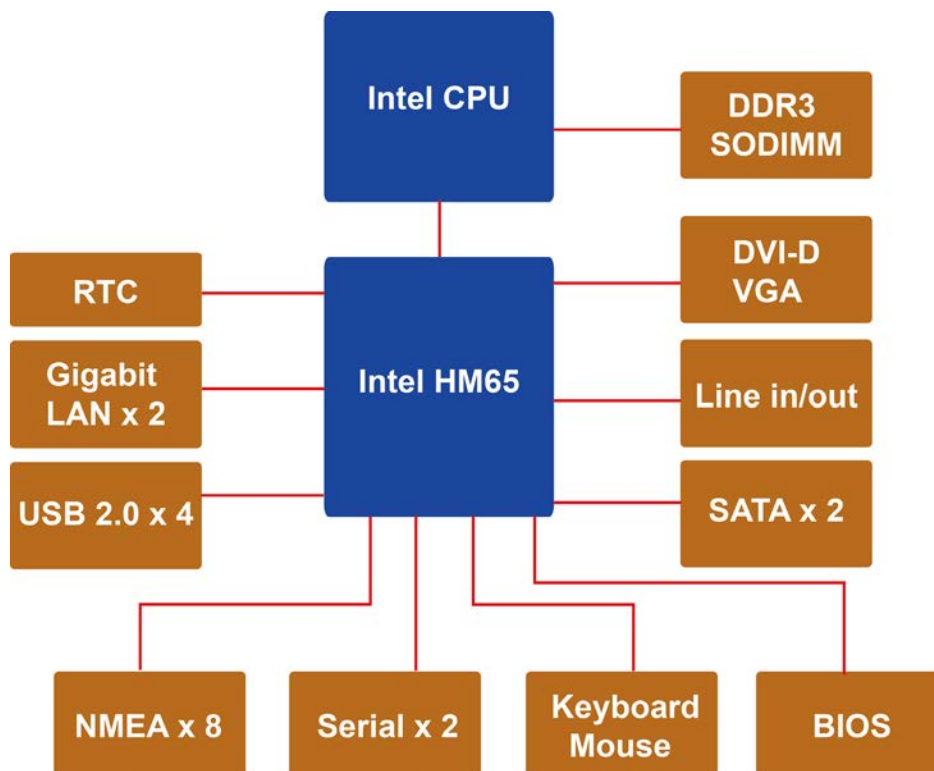 Intel CPU
DDR3
SODIMM
DVI-D
VGA
RTC
Gigabit
LAN x 2
Intel HM65
Line in/out
USB 2.0 x 4
SATA x 2
NMEA x 8
Serial x 2
Keyboard
Mouse
BIOS